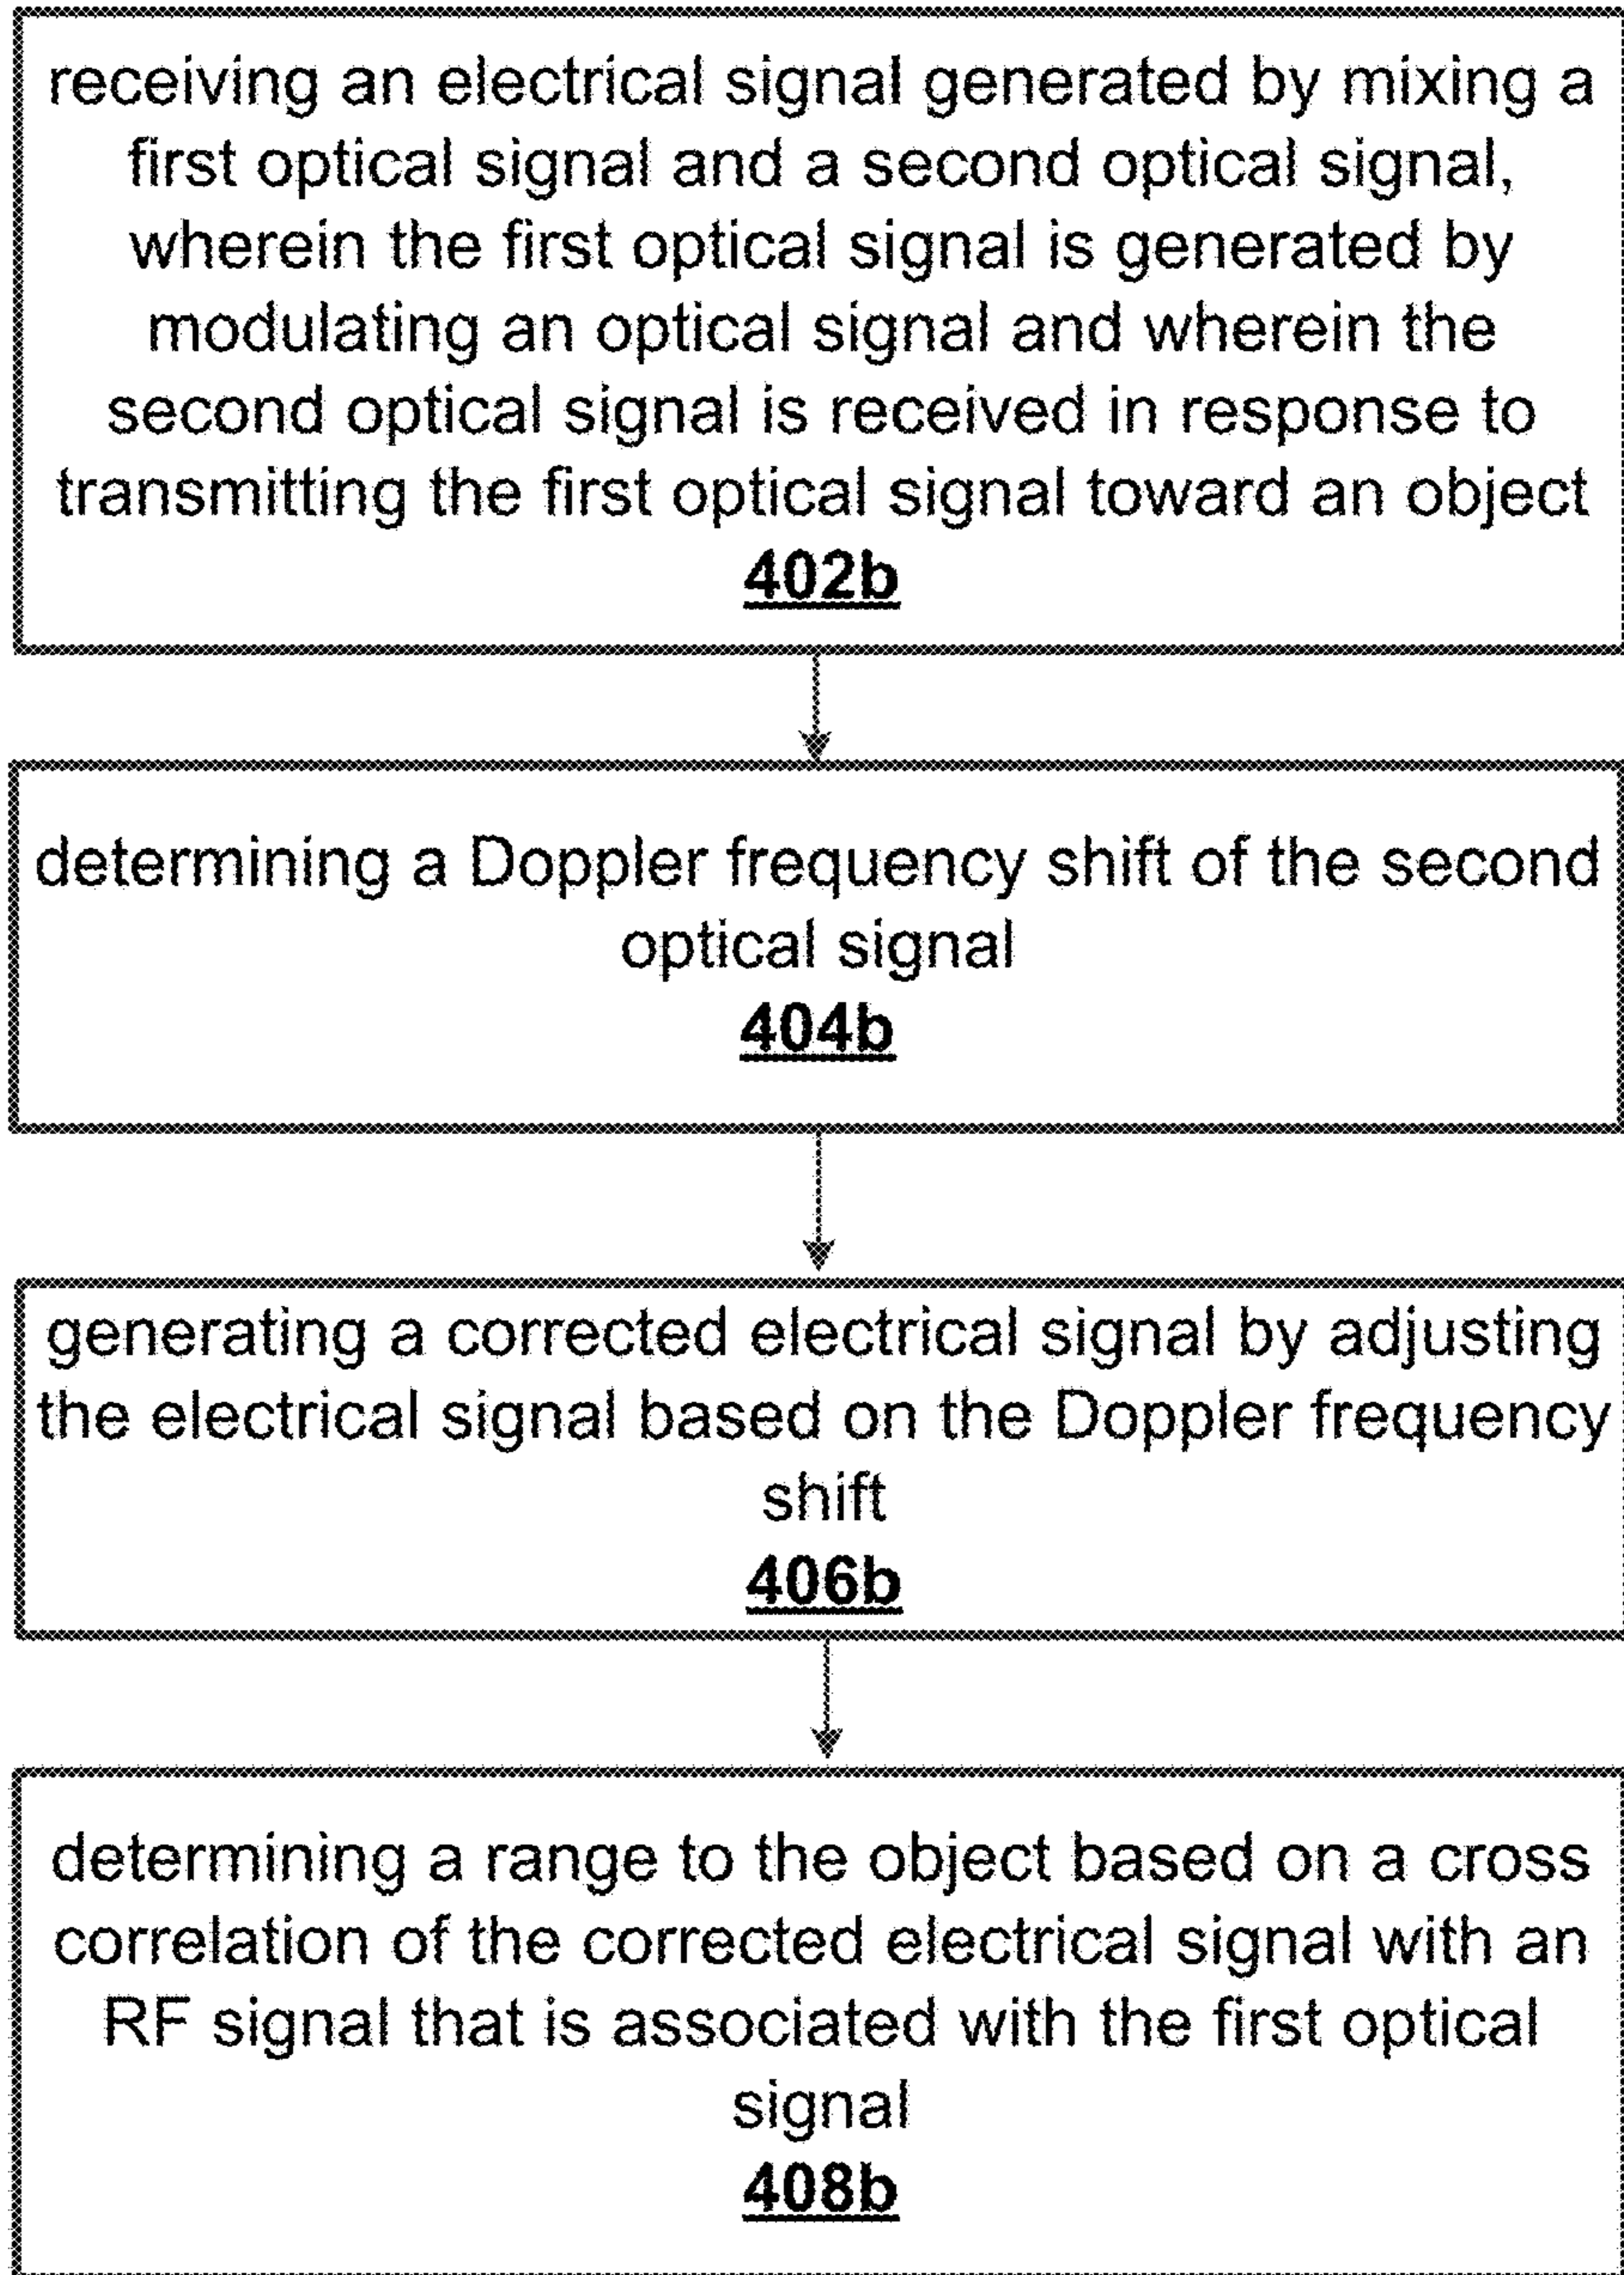 receiving an electrical signal generated by mixing a
first optical signal and a second optical signal,
wherein the first optical signal is generated by
modulating an optical signal and wherein the
second optical signal is received in response to
transmitting the first optical signal toward an object
402b
determining a Doppler frequency shift of the second
optical signal
404b
generating a corrected electrical signal by adjusting
the electrical signal based on the Doppler frequency
shift
406b
determining a range to the object based on a cross
correlation of the corrected electrical signal with an
RF signal that is associated with the first optical
signal
408b